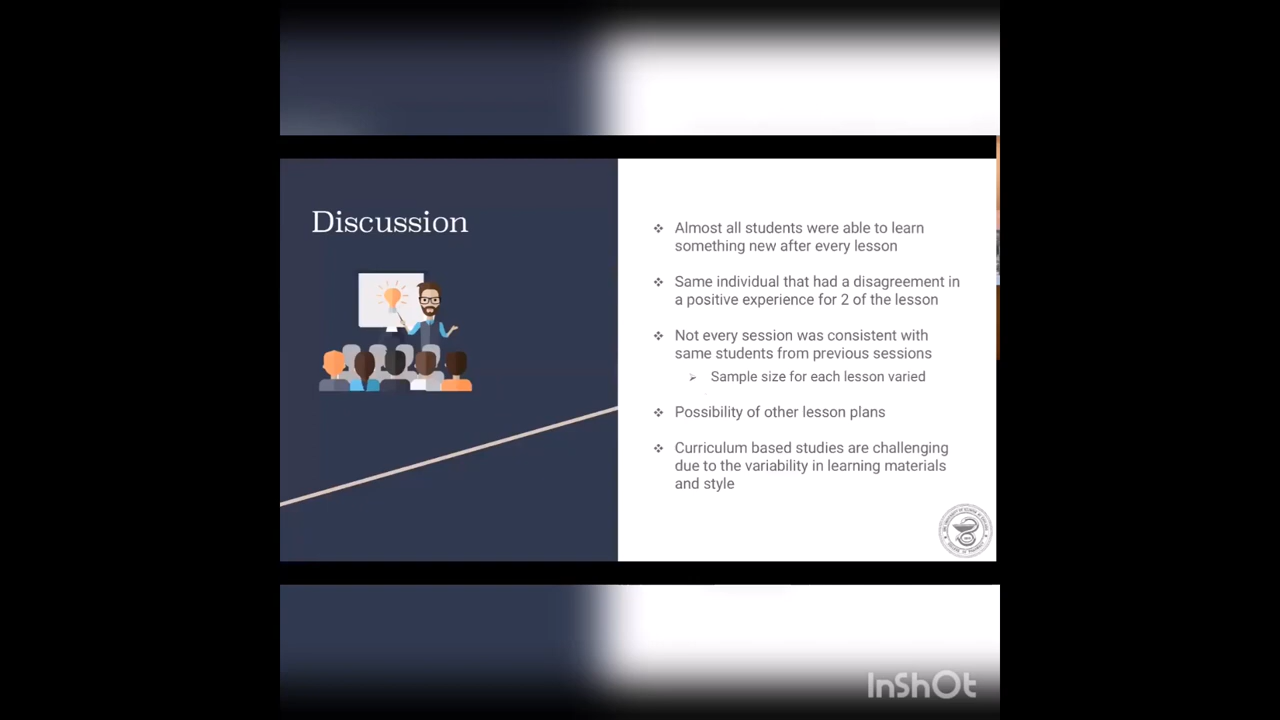 Discussion
❖ Almost all students were able to learn
something new after every lesson
❖ Same individual that had a disagreement in
a positive experience for 2 of the lesson
❖ Not every session was consistent with
same students from previous sessions
➢ Sample size for each lesson varied
❖ Possibility of other lesson plans
❖ Curriculum based studies are challenging
due to the variability in learning materials
and style
InShOt